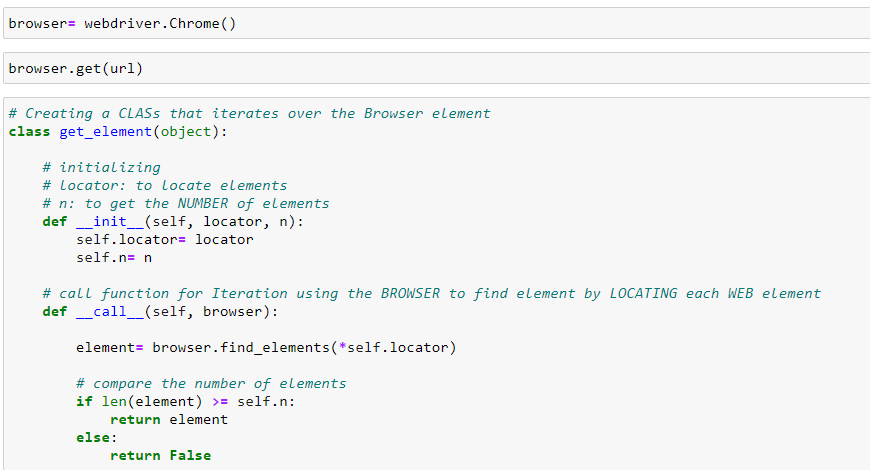 browser= webdriver.Chrome()
browser.get(url)
# Creating a CLASs that iterates over the Browser element
class get_element(object):
# initializing
# locator: to locate elements
# n: to get the NUMBER of elements
def __init__(self, locator, n):
self.locator= locator
self.n= n
# call function for Iteration using the BROWSER to find element by LOCATING each WEB element
def __call__(self, browser):
element= browser.find_elements(*self.locator)
# compare the number of elements
if len(element) >= self.n:
return element
else:
return False